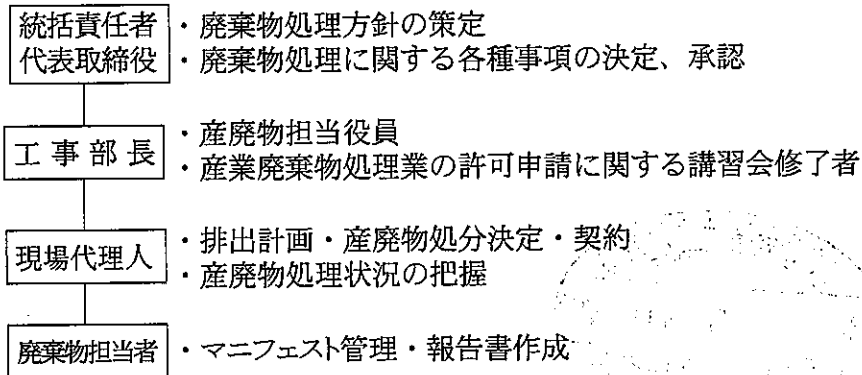 統括責任者
代表取締役
・廃棄物処理方針の策定
・廃棄物処理に関する各種事項の決定、承認
工事部長
・産廃物担当役員
・産業廃棄物処理業の許可申請に関する講習会修了者
現場代理人
・排出計画・産廃物処分決定・契約
・産廃物処理状況の把握
廃棄物担当者
・マニフェスト管理・報告書作成